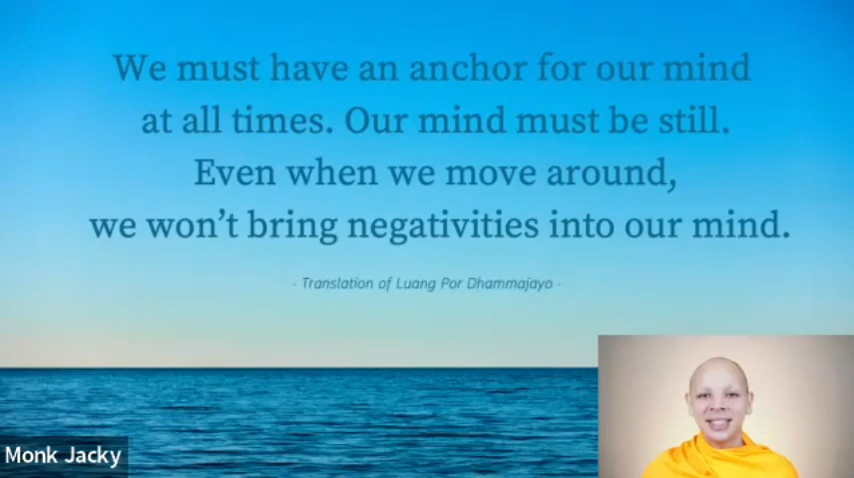 We must have an anchor for our mind
at all times. Our mind must be still.
Even when we move around,
we won’t bring negativities into our mind.
- Translation of Luang Por Dhammajayo -
Monk Jacky